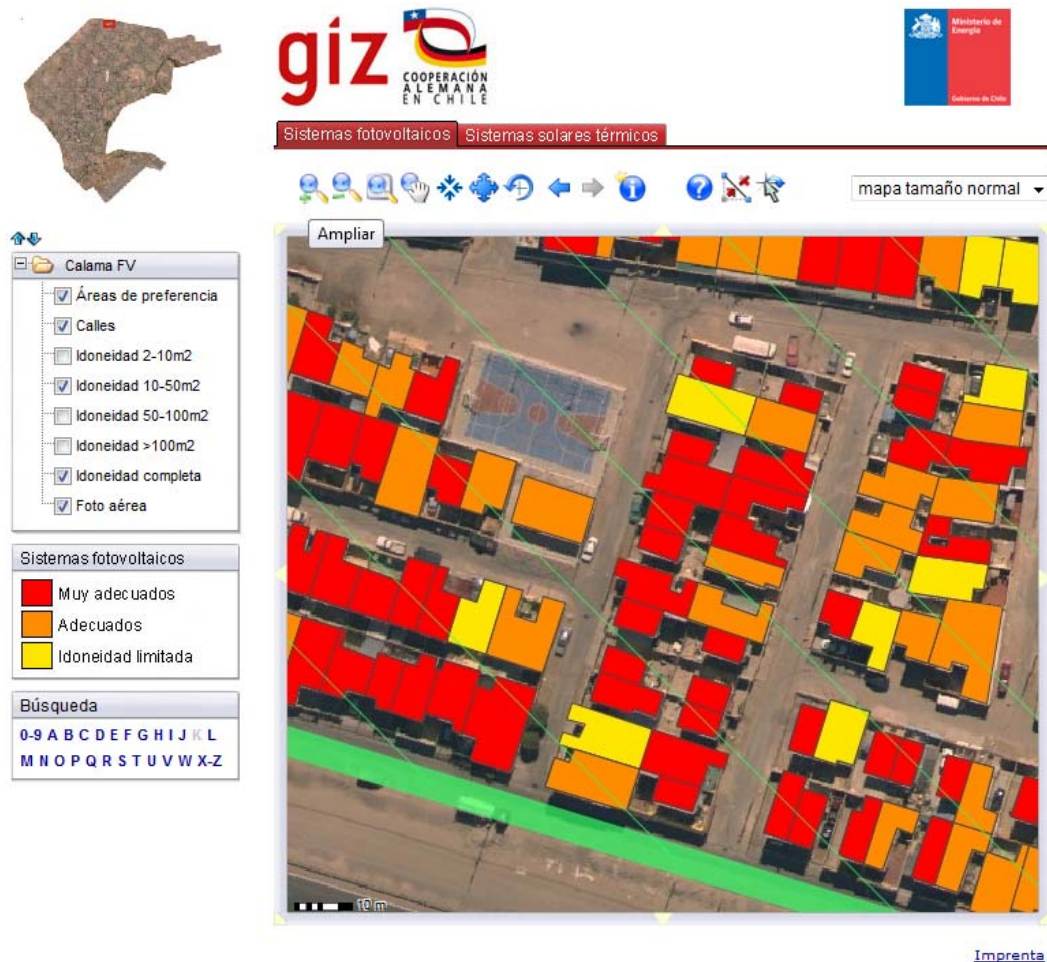 giz
COOPERACIÓN
ALEMANA
EN CHILE
Ministerio de
Energía
Gobierno de Chile
Sistemas fotovoltaicos
Sistemas solares térmicos
mapa tamaño normal
Ampliar
Calama FV
Áreas de preferencia
Calles
Idoneidad 2-10m2
Idoneidad 10-50m2
Idoneidad 50-100m2
Idoneidad >100m2
Idoneidad completa
Foto aérea
Sistemas fotovoltaicos
Muy adecuados
Adecuados
Idoneidad limitada
Búsqueda
0-9 A B C D E F G H I J K L
M N O P Q R S T U V W X-Z
10 m
Imprenta